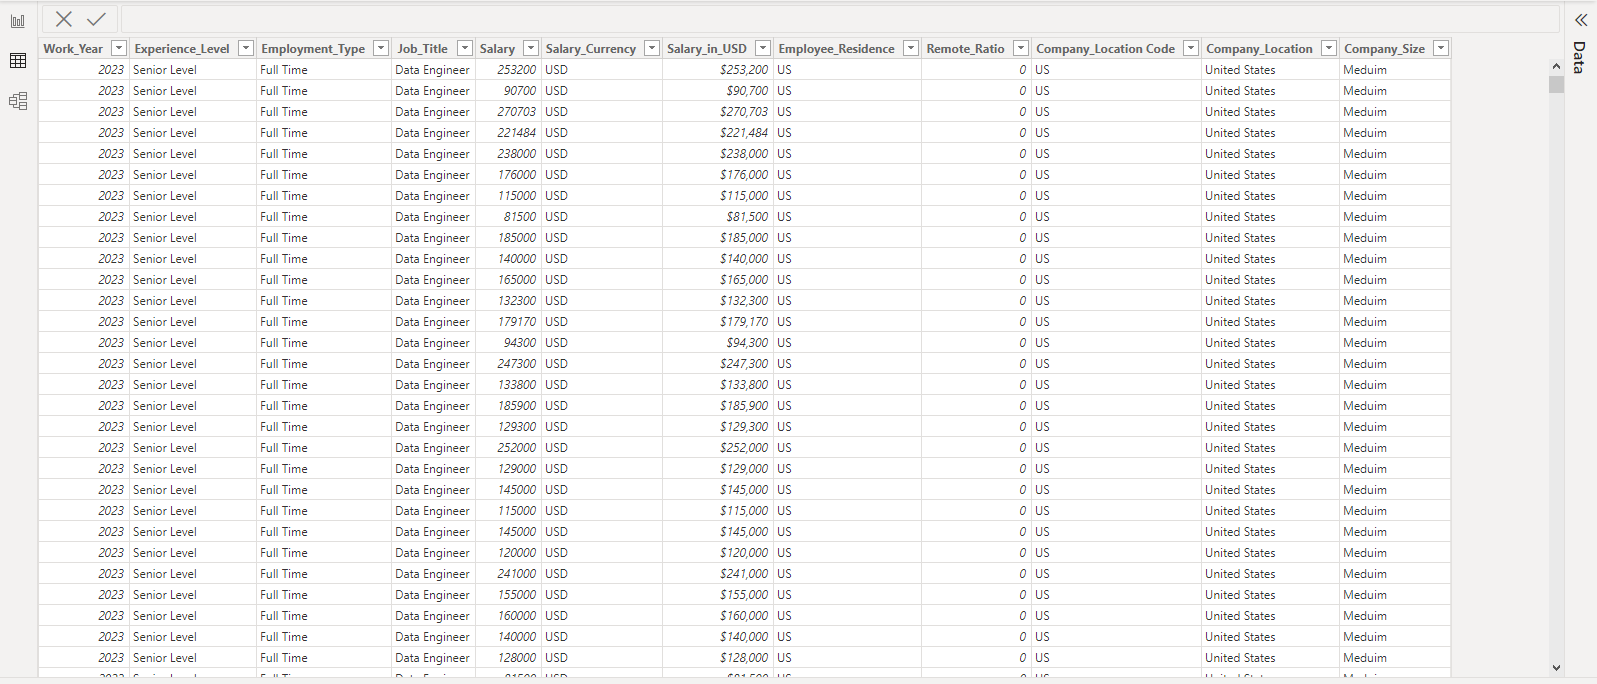 Work_Year Experience_Level Employment_Type Job_Title Salary Salary_Currency Salary_in_USD Employee_Residence Remote_Ratio Company_Location Code Company_Location Company_Size
2023 Senior Level Full Time Data Engineer 253200 USD $253,200 US 0 US United States Meduim
2023 Senior Level Full Time Data Engineer 90700 USD $90,700 US 0 US United States Meduim
2023 Senior Level Full Time Data Engineer 270703 USD $270,703 US 0 US United States Meduim
2023 Senior Level Full Time Data Engineer 221484 USD $221,484 US 0 US United States Meduim
2023 Senior Level Full Time Data Engineer 238000 USD $238,000 US 0 US United States Meduim
2023 Senior Level Full Time Data Engineer 176000 USD $176,000 US 0 US United States Meduim
2023 Senior Level Full Time Data Engineer 115000 USD $115,000 US 0 US United States Meduim
2023 Senior Level Full Time Data Engineer 81500 USD $81,500 US 0 US United States Meduim
2023 Senior Level Full Time Data Engineer 185000 USD $185,000 US 0 US United States Meduim
2023 Senior Level Full Time Data Engineer 140000 USD $140,000 US 0 US United States Meduim
2023 Senior Level Full Time Data Engineer 165000 USD $165,000 US 0 US United States Meduim
2023 Senior Level Full Time Data Engineer 132300 USD $132,300 US 0 US United States Meduim
2023 Senior Level Full Time Data Engineer 179170 USD $179,170 US 0 US United States Meduim
2023 Senior Level Full Time Data Engineer 94300 USD $94,300 US 0 US United States Meduim
2023 Senior Level Full Time Data Engineer 247300 USD $247,300 US 0 US United States Meduim
2023 Senior Level Full Time Data Engineer 133800 USD $133,800 US 0 US United States Meduim
2023 Senior Level Full Time Data Engineer 185900 USD $185,900 US 0 US United States Meduim
2023 Senior Level Full Time Data Engineer 129300 USD $129,300 US 0 US United States Meduim
2023 Senior Level Full Time Data Engineer 252000 USD $252,000 US 0 US United States Meduim
2023 Senior Level Full Time Data Engineer 129000 USD $129,000 US 0 US United States Meduim
2023 Senior Level Full Time Data Engineer 145000 USD $145,000 US 0 US United States Meduim
2023 Senior Level Full Time Data Engineer 115000 USD $115,000 US 0 US United States Meduim
2023 Senior Level Full Time Data Engineer 145000 USD $145,000 US 0 US United States Meduim
2023 Senior Level Full Time Data Engineer 120000 USD $120,000 US 0 US United States Meduim
2023 Senior Level Full Time Data Engineer 241000 USD $241,000 US 0 US United States Meduim
2023 Senior Level Full Time Data Engineer 155000 USD $155,000 US 0 US United States Meduim
2023 Senior Level Full Time Data Engineer 160000 USD $160,000 US 0 US United States Meduim
2023 Senior Level Full Time Data Engineer 140000 USD $140,000 US 0 US United States Meduim
2023 Senior Level Full Time Data Engineer 128000 USD $128,000 US 0 US United States Meduim
Data